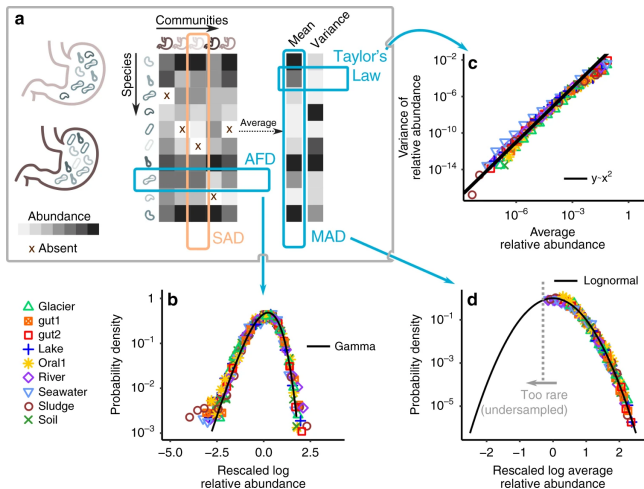 a
Communities
Species
Mean
Variance
Taylor's
Law
x
x
x
x
x
Average
AFD
SAD
MAD
Abundance
x Absent
c
Variance of
relative abundance
10⁻²
10⁻⁶
10⁻¹⁰
10⁻¹⁴
y~x²
10⁻⁶
10⁻³
1
Average
relative abundance
Glacier
gut1
gut2
Lake
Oral1
River
Seawater
Sludge
Soil
b
Probability density
1
10⁻¹
10⁻²
10⁻³
Gamma
-5.0
-2.5
0.0
2.5
Rescaled log
relative abundance
d
Lognormal
Probability density
10⁻¹
10⁻³
10⁻⁵
Too rare
(undersampled)
-2
-1
0
1
2
Rescaled log average
relative abundance